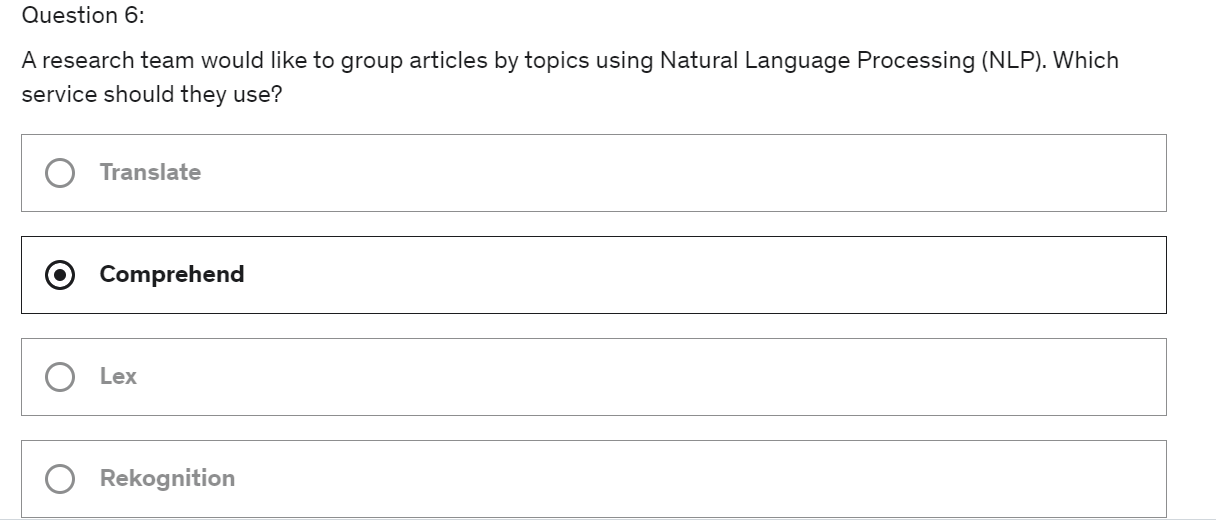 Question 6:
A research team would like to group articles by topics using Natural Language Processing (NLP). Which
service should they use?
Translate
Comprehend
Lex
Rekognition